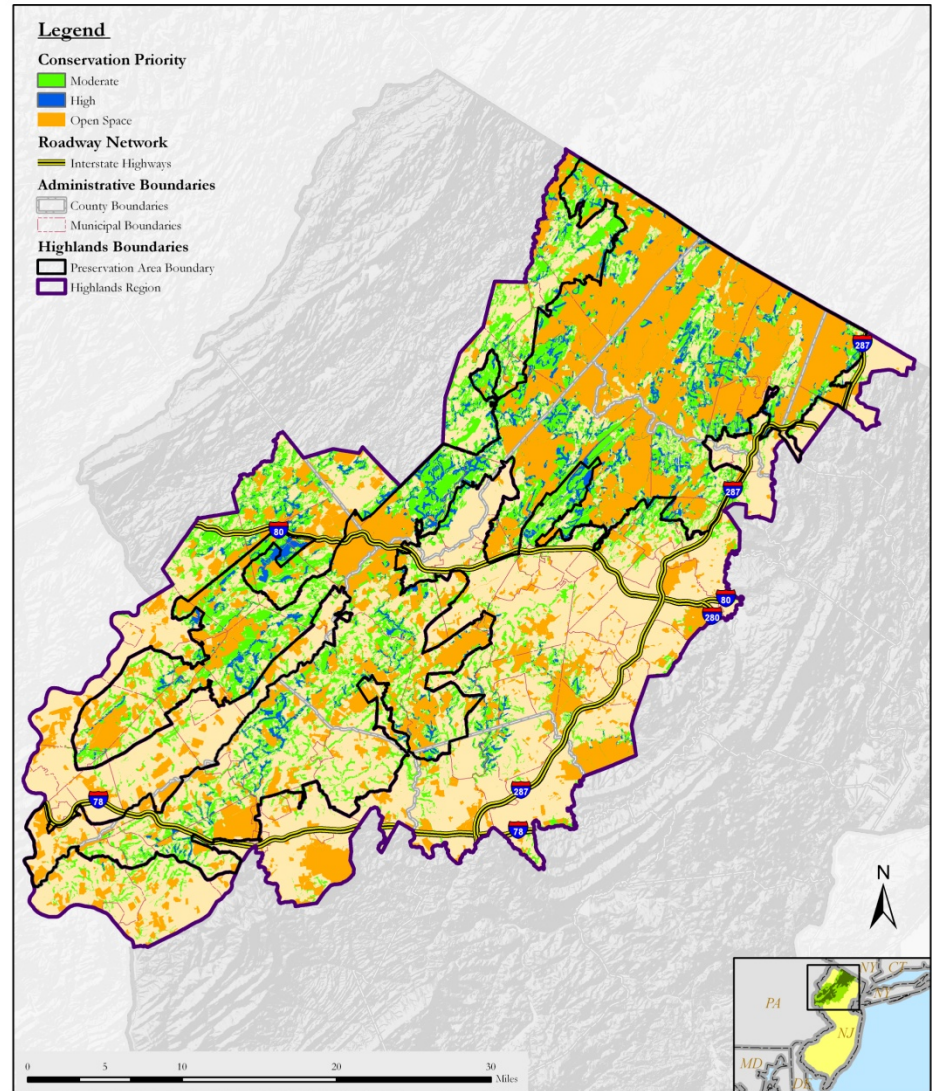 Legend
Conservation Priority
Moderate
High
Open Space
Roadway Network
Interstate Highways
Administrative Boundaries
County Boundaries
Municipal Boundaries
Highlands Boundaries
Preservation Area Boundary
Highlands Region
287
287
80
80
280
287
78
78
N
NY
CT
NY
PA
NJ
MD
DE
0 5 10 20 30
Miles